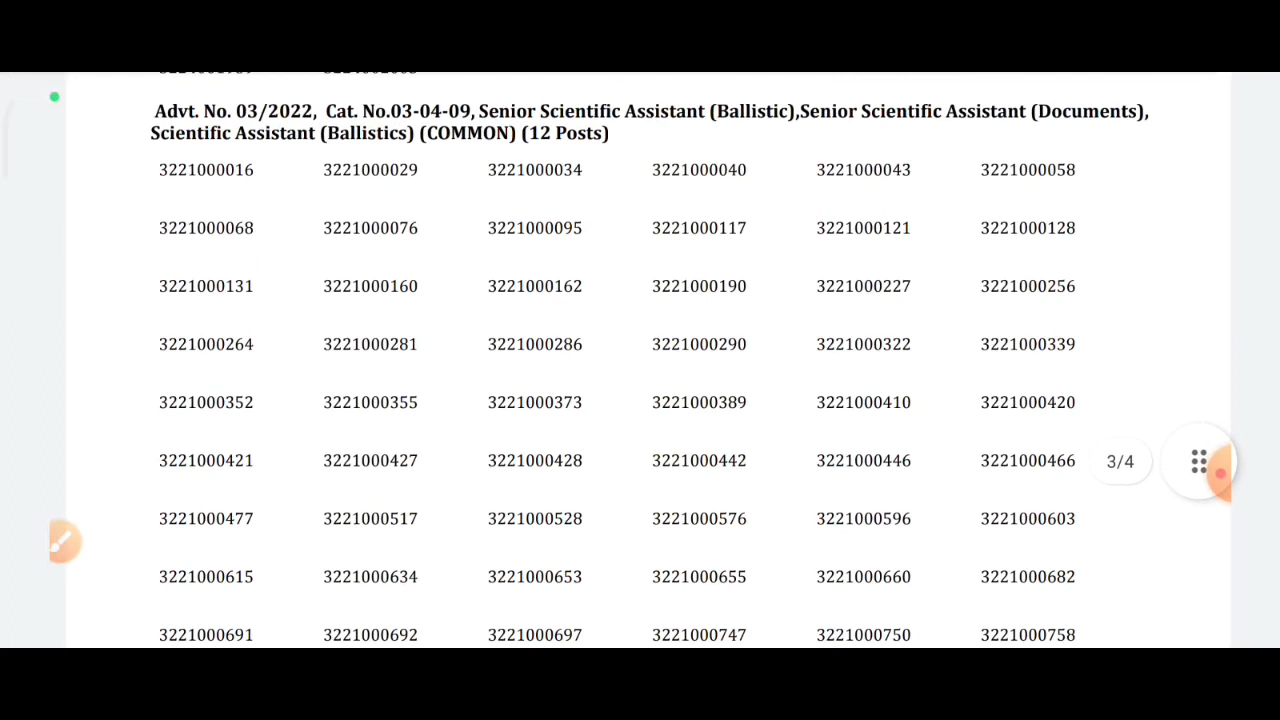 Advt. No. 03/2022, Cat. No.03-04-09, Senior Scientific Assistant (Ballistic),Senior Scientific Assistant (Documents),
Scientific Assistant (Ballistics) (COMMON) (12 Posts)
3221000016 3221000029 3221000034 3221000040 3221000043 3221000058
3221000068 3221000076 3221000095 3221000117 3221000121 3221000128
3221000131 3221000160 3221000162 3221000190 3221000227 3221000256
3221000264 3221000281 3221000286 3221000290 3221000322 3221000339
3221000352 3221000355 3221000373 3221000389 3221000410 3221000420
3221000421 3221000427 3221000428 3221000442 3221000446 3221000466
3/4
3221000477 3221000517 3221000528 3221000576 3221000596 3221000603
3221000615 3221000634 3221000653 3221000655 3221000660 3221000682
3221000691 3221000692 3221000697 3221000747 3221000750 3221000758